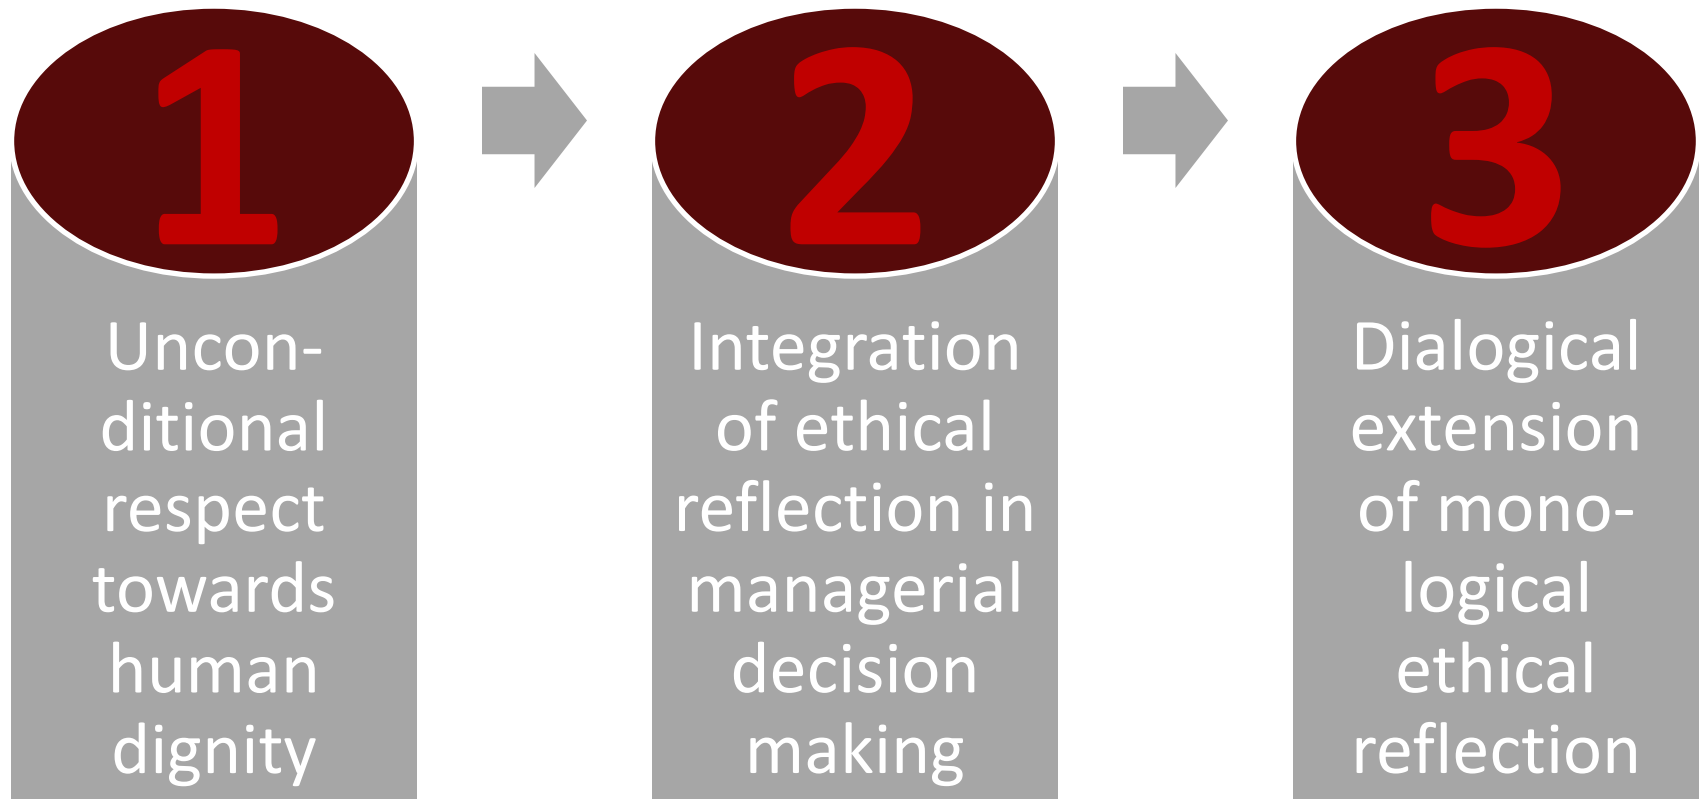 1
Uncon-
ditional
respect
towards
human
dignity
2
Integration
of ethical
reflection in
managerial
decision
making
3
Dialogical
extension
of mono-
logical
ethical
reflection